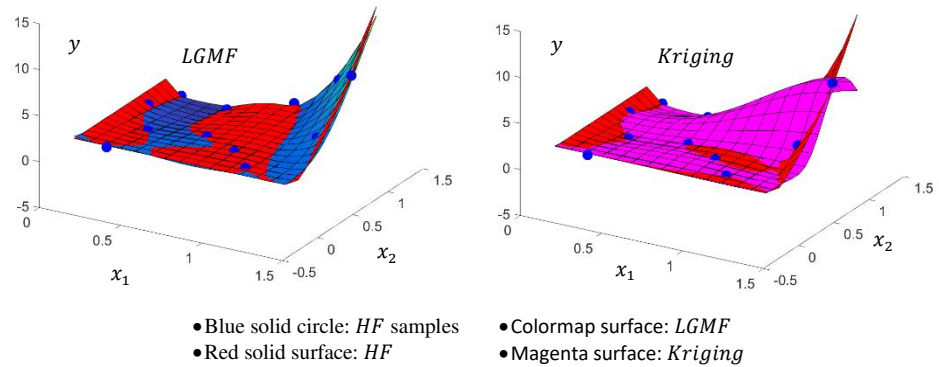 15
10
5
0
-5
y
LGMF
0
0.5
1
1.5
x₁
-0.5
0
0.5
1
1.5
x₂
15
10
5
0
-5
y
Kriging
0
0.5
1
1.5
x₁
-0.5
0
0.5
1
1.5
x₂
● Blue solid circle: HF samples
● Red solid surface: HF
● Colormap surface: LGMF
● Magenta surface: Kriging